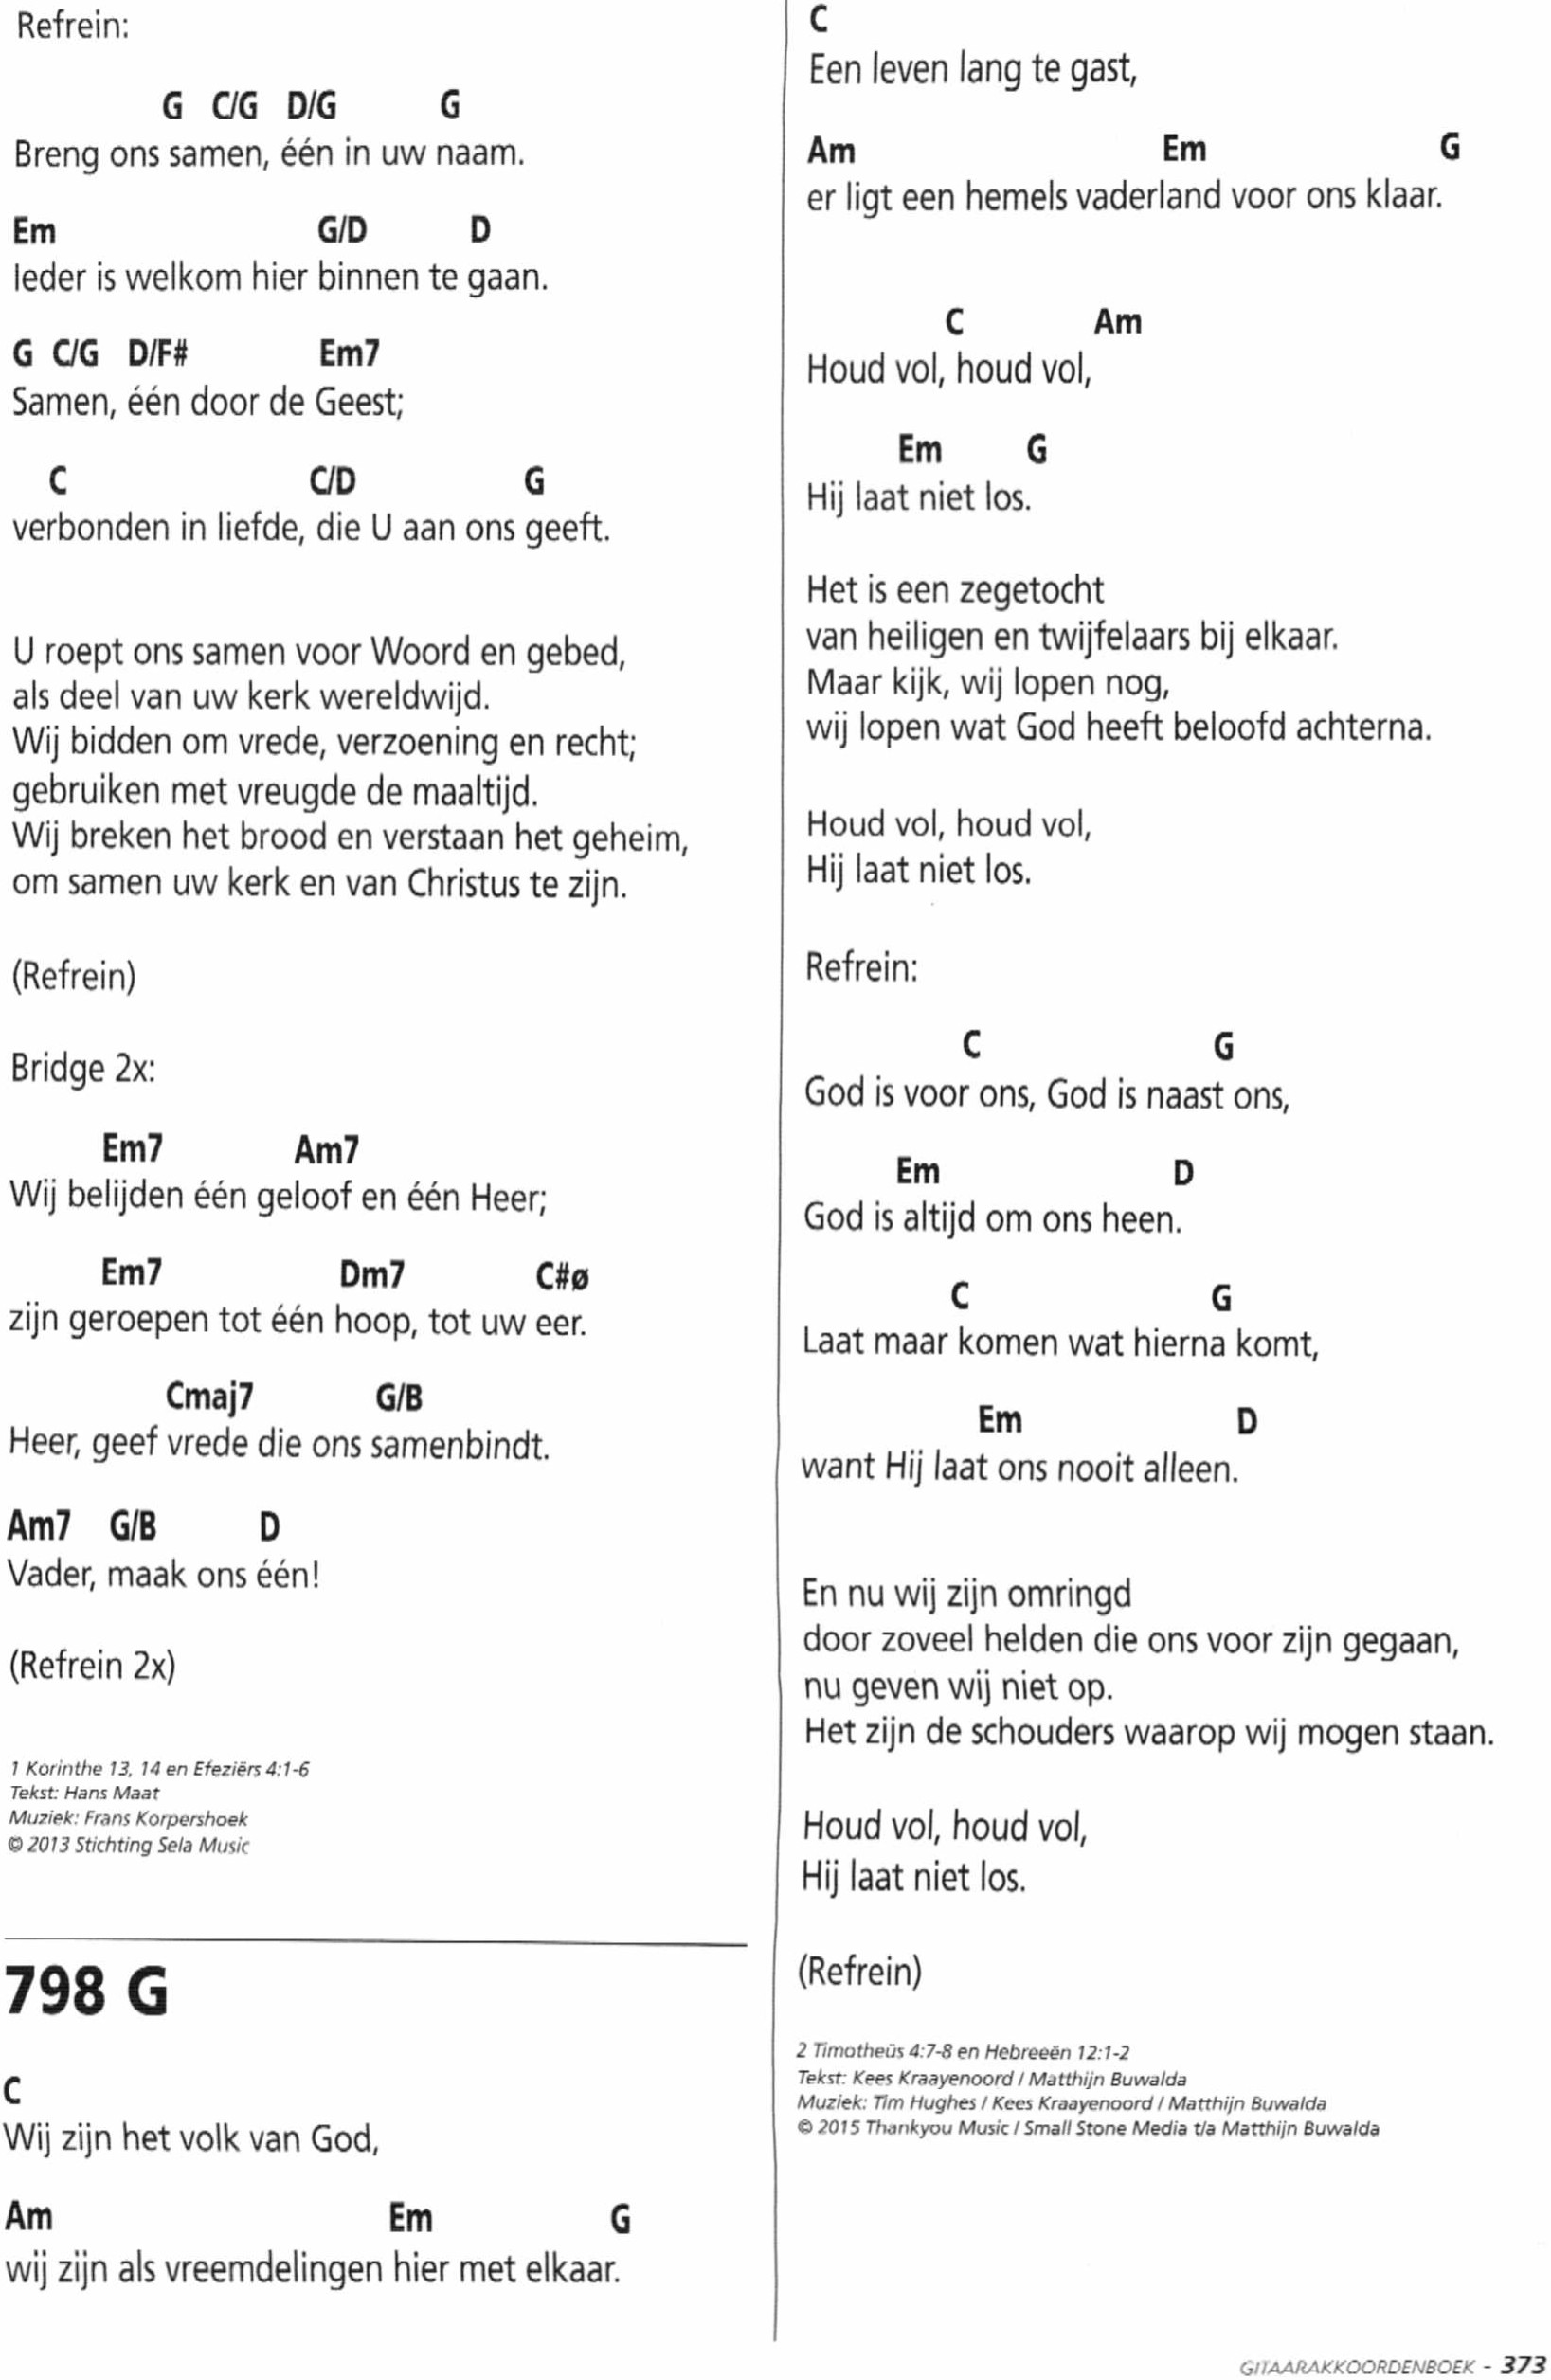 Refrein:
G C/G D/G G
Breng ons samen, één in uw naam.
Em G/D D
Ieder is welkom hier binnen te gaan.
G C/G D/F# Em7
Samen, één door de Geest;
C C/D G
verbonden in liefde, die U aan ons geeft.
U roept ons samen voor Woord en gebed,
als deel van uw kerk wereldwijd.
Wij bidden om vrede, verzoening en recht;
gebruiken met vreugde de maaltijd.
Wij breken het brood en verstaan het geheim,
om samen uw kerk en van Christus te zijn.
(Refrein)
Bridge 2x:
Em7 Am7
Wij belijden één geloof en één Heer;
Em7 Dm7 C#ø
zijn geroepen tot één hoop, tot uw eer.
Cmaj7 G/B
Heer, geef vrede die ons samenbindt.
Am7 G/B D
Vader, maak ons één!
(Refrein 2x)
1 Korinthe 13, 14 en Efeziërs 4:1-6
Tekst: Hans Maat
Muziek: Frans Korpershoek
© 2013 Stichting Sela Music
798 G
C
Wij zijn het volk van God,
Am Em G
wij zijn als vreemdelingen hier met elkaar.
C
Een leven lang te gast,
Am Em G
er ligt een hemels vaderland voor ons klaar.
C Am
Houd vol, houd vol,
Em G
Hij laat niet los.
Het is een zegetocht
van heiligen en twijfelaars bij elkaar.
Maar kijk, wij lopen nog,
wij lopen wat God heeft beloofd achterna.
Houd vol, houd vol,
Hij laat niet los.
Refrein:
C G
God is voor ons, God is naast ons,
Em D
God is altijd om ons heen.
C G
Laat maar komen wat hierna komt,
Em D
want Hij laat ons nooit alleen.
En nu wij zijn omringd
door zoveel helden die ons voor zijn gegaan,
nu geven wij niet op.
Het zijn de schouders waarop wij mogen staan.
Houd vol, houd vol,
Hij laat niet los.
(Refrein)
2 Timotheüs 4:7-8 en Hebreeën 12:1-2
Tekst: Kees Kraayenoord / Matthijn Buwalda
Muziek: Tim Hughes / Kees Kraayenoord / Matthijn Buwalda
© 2015 Thankyou Music / Small Stone Media t/a Matthijn Buwalda
GITAARAKKOORDENBOEK - 373